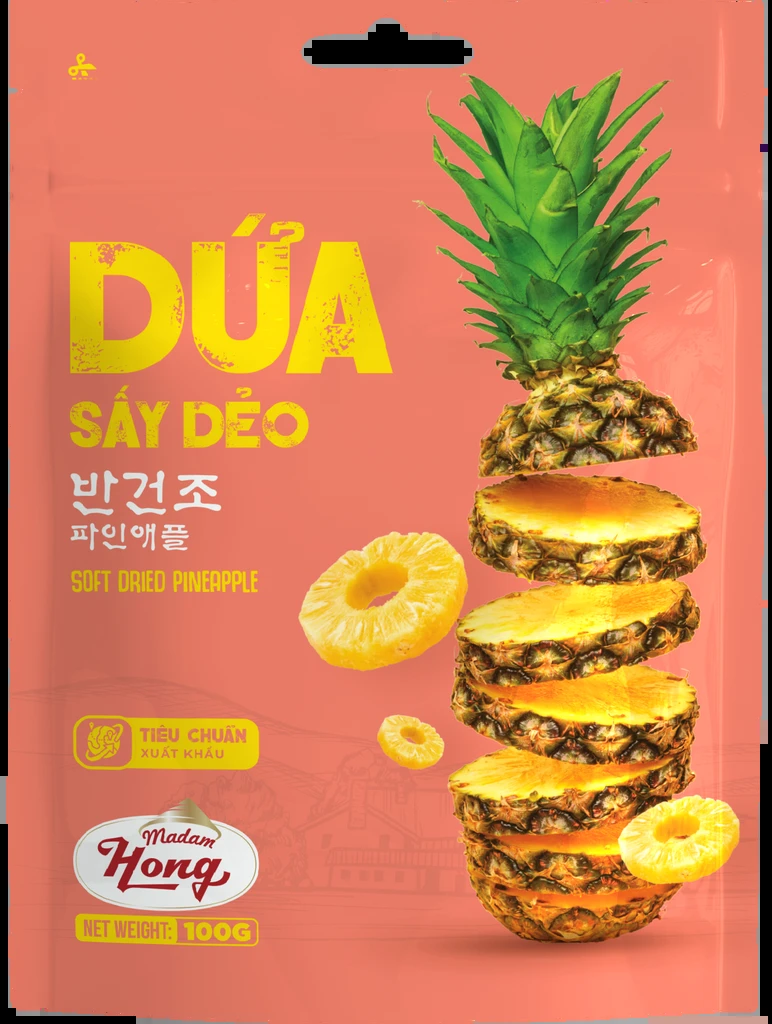 DỨA
SẤY DẺO
반건조
파인애플
SOFT DRIED PINEAPPLE
TIÊU CHUẨN
XUẤT KHẨU
Madam
Hong
NET WEIGHT: 100G